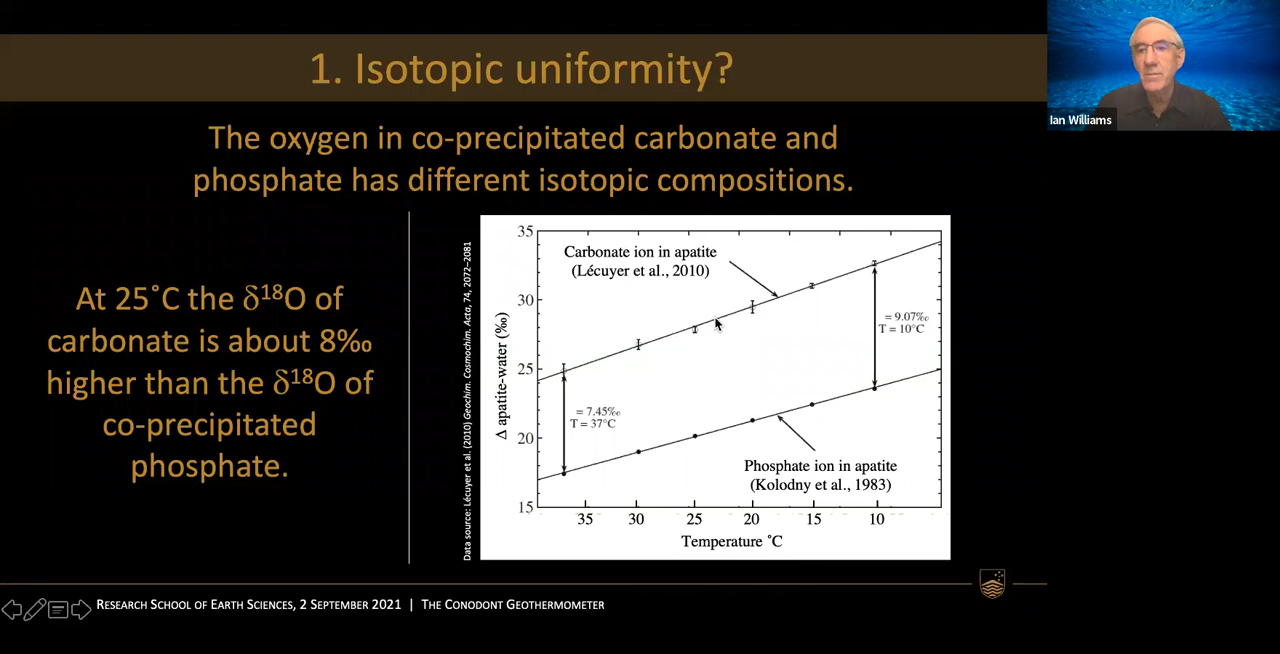 1. Isotopic uniformity?
Ian Williams
The oxygen in co-precipitated carbonate and
phosphate has different isotopic compositions.
At 25˚C the δ¹⁸O of
carbonate is about 8‰
higher than the δ¹⁸O of
co-precipitated
phosphate.
Data source: Lécuyer et al. (2010) Geochim. Cosmochim. Acta, 74, 2072–2081
Δ apatite-water (‰)
35
30
25
20
15
Carbonate ion in apatite
(Lécuyer et al., 2010)
= 9.07‰
T = 10°C
= 7.45‰
T = 37°C
Phosphate ion in apatite
(Kolodny et al., 1983)
35 30 25 20 15 10
Temperature ˚C
RESEARCH SCHOOL OF EARTH SCIENCES, 2 SEPTEMBER 2021 | THE CONODONT GEOTHERMOMETER